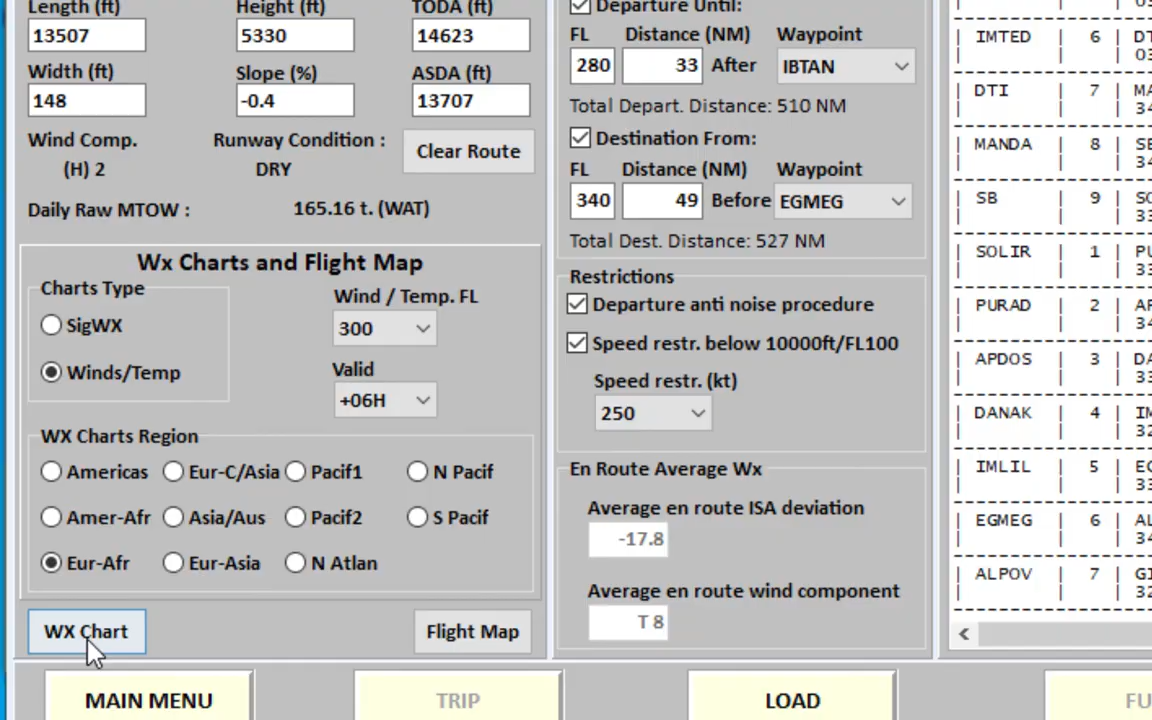 Length (ft) Height (ft) TODA (ft)
13507 5330 14623
Width (ft) Slope (%) ASDA (ft)
148 -0.4 13707
Wind Comp. Runway Condition :
(H) 2 DRY Clear Route
Daily Raw MTOW : 165.16 t. (WAT)
Wx Charts and Flight Map
Charts Type
Wind / Temp. FL
SigWX 300
Winds/Temp
Valid
+06H
WX Charts Region
Americas Eur-C/Asia Pacif1 N Pacif
Amer-Afr Asia/Aus Pacif2 S Pacif
Eur-Afr Eur-Asia N Atlan
WX Chart Flight Map
Departure Until:
FL Distance (NM) Waypoint
280 33 After IBTAN
Total Depart. Distance: 510 NM
Destination From:
FL Distance (NM) Waypoint
340 49 Before EGMEG
Total Dest. Distance: 527 NM
Restrictions
Departure anti noise procedure
Speed restr. below 10000ft/FL100
Speed restr. (kt)
250
En Route Average Wx
Average en route ISA deviation
-17.8
Average en route wind component
T 8
| IMTED | 6 |
| DTI | 7 |
| MANDA | 8 |
| SB | 9 |
| SOLIR | 1 |
| PURAD | 2 |
| APDOS | 3 |
| DANAK | 4 |
| IMLIL | 5 |
| EGMEG | 6 |
| ALPOV | 7 |
MAIN MENU TRIP LOAD